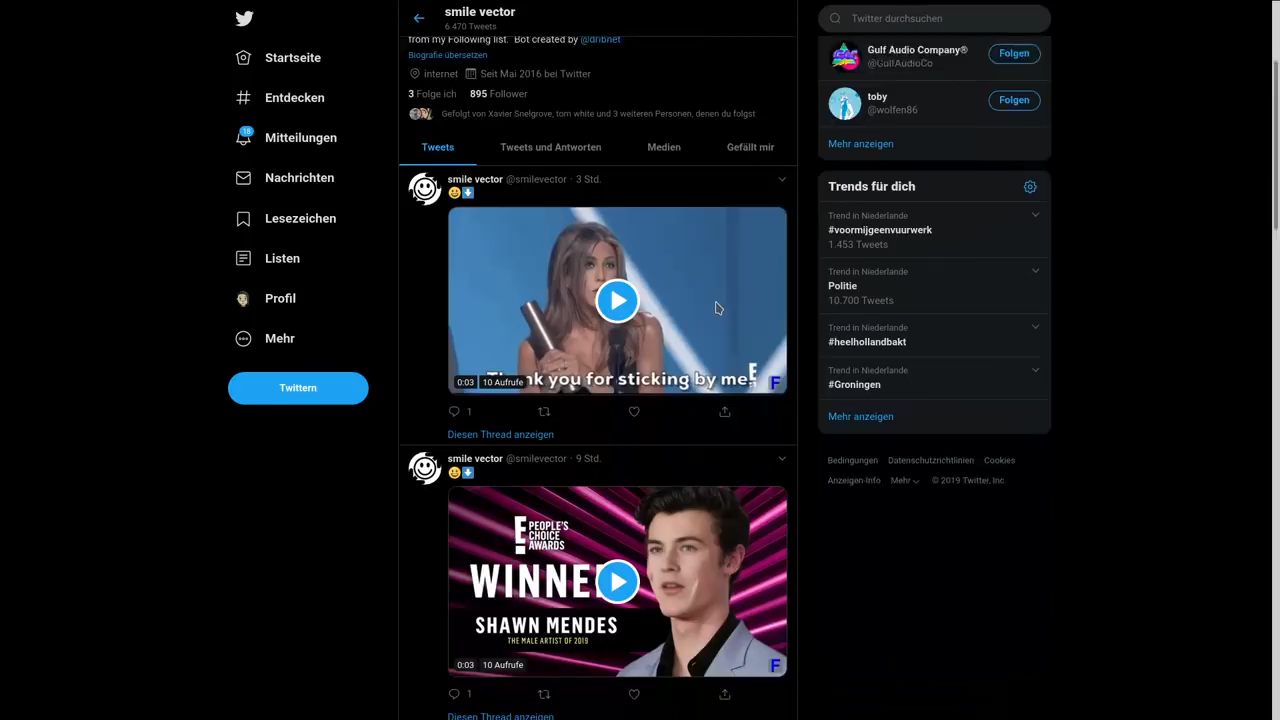 smile vector
6.470 Tweets
from my Following list. Bot created by @dribnet
Biografie übersetzen
internet Seit Mai 2016 bei Twitter
3 Folge ich 895 Follower
Gefolgt von Xavier Snelgrove, tom white und 3 weiteren Personen, denen du folgst
Tweets Tweets und Antworten Medien Gefällt mir
Startseite
Entdecken
18
Mitteilungen
Nachrichten
Lesezeichen
Listen
Profil
Mehr
Twittern
smile vector @smilevector · 3 Std.
Thank you for sticking by me.
E
F
0:03 10 Aufrufe
1
Diesen Thread anzeigen
smile vector @smilevector · 9 Std.
E! PEOPLE'S
CHOICE
AWARDS
WINNE
SHAWN MENDES
THE MALE ARTIST OF 2019
F
0:03 10 Aufrufe
1
Diesen Thread anzeigen
Twitter durchsuchen
Gulf Audio Company®
@GulfAudioCo
Folgen
toby
@wolfen86
Folgen
Mehr anzeigen
Trends für dich
Trend in Niederlande
#voormijgeenvuurwerk
1.453 Tweets
Trend in Niederlande
Politie
10.700 Tweets
Trend in Niederlande
#heelhollandbakt
Trend in Niederlande
#Groningen
Mehr anzeigen
Bedingungen Datenschutzrichtlinien Cookies
Anzeigen-Info Mehr © 2019 Twitter, Inc